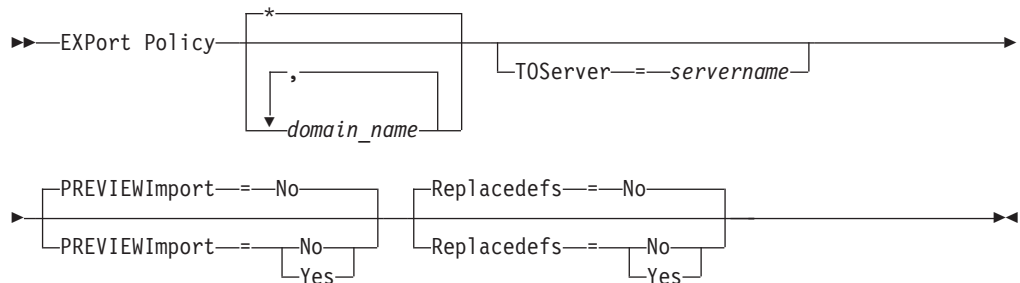 *
EXPort Policy
,
TOServer = servername
domain_name
PREVIEWImport = No
Replacedefs = No
PREVIEWImport = No
Replacedefs = No
Yes
Yes